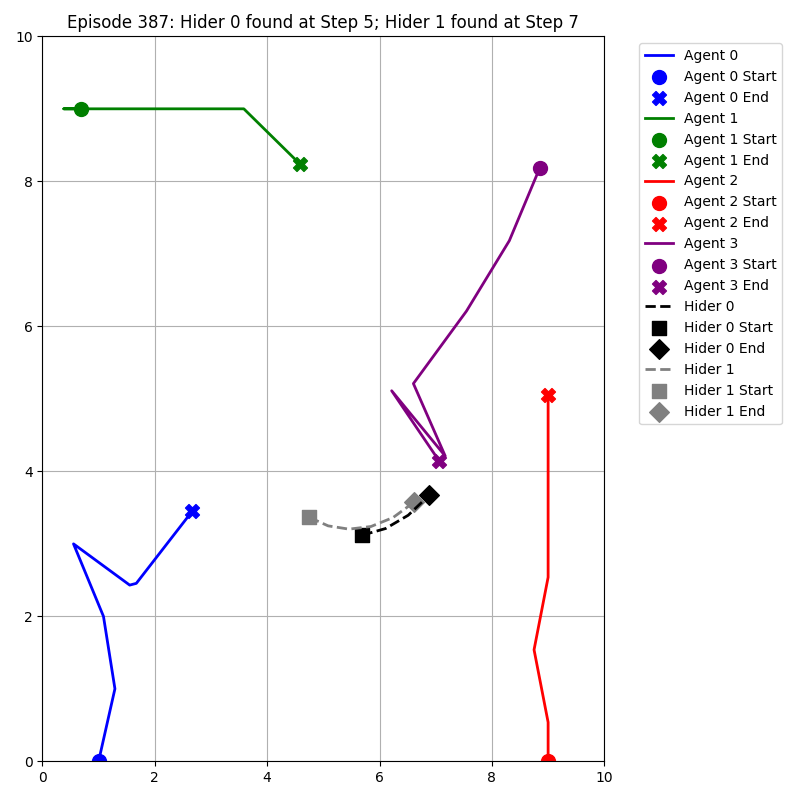 Episode 387: Hider 0 found at Step 5; Hider 1 found at Step 7
10
8
6
4
2
0
0
2
4
6
8
10
Agent 0
Agent 0 Start
Agent 0 End
Agent 1
Agent 1 Start
Agent 1 End
Agent 2
Agent 2 Start
Agent 2 End
Agent 3
Agent 3 Start
Agent 3 End
Hider 0
Hider 0 Start
Hider 0 End
Hider 1
Hider 1 Start
Hider 1 End